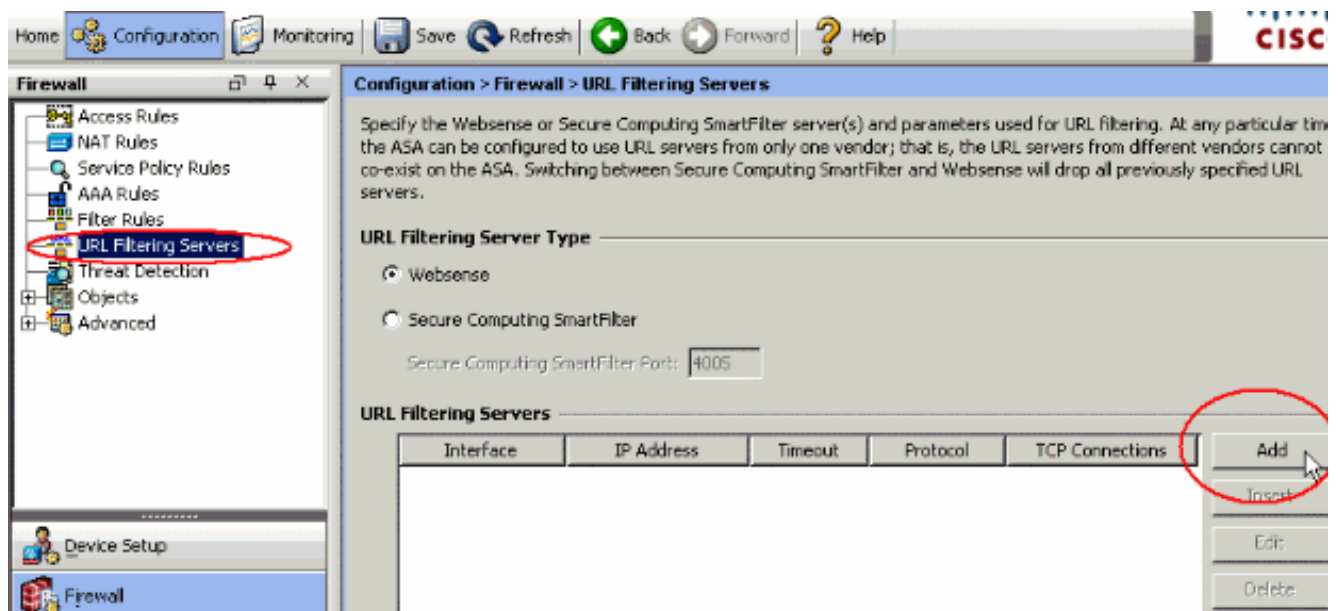 Home Configuration Monitoring Save Refresh Back Forward Help
CISCO
Firewall
Access Rules
NAT Rules
Service Policy Rules
AAA Rules
Filter Rules
URL Filtering Servers
Threat Detection
Objects
Advanced
Device Setup
Firewall
Configuration > Firewall > URL Filtering Servers
Specify the Websense or Secure Computing SmartFilter server(s) and parameters used for URL filtering. At any particular time
the ASA can be configured to use URL servers from only one vendor; that is, the URL servers from different vendors cannot
co-exist on the ASA. Switching between Secure Computing SmartFilter and Websense will drop all previously specified URL
servers.
URL Filtering Server Type
Websense
Secure Computing SmartFilter
Secure Computing SmartFilter Port: 4005
URL Filtering Servers
Interface IP Address Timeout Protocol TCP Connections
Add
Insert
Edit
Delete